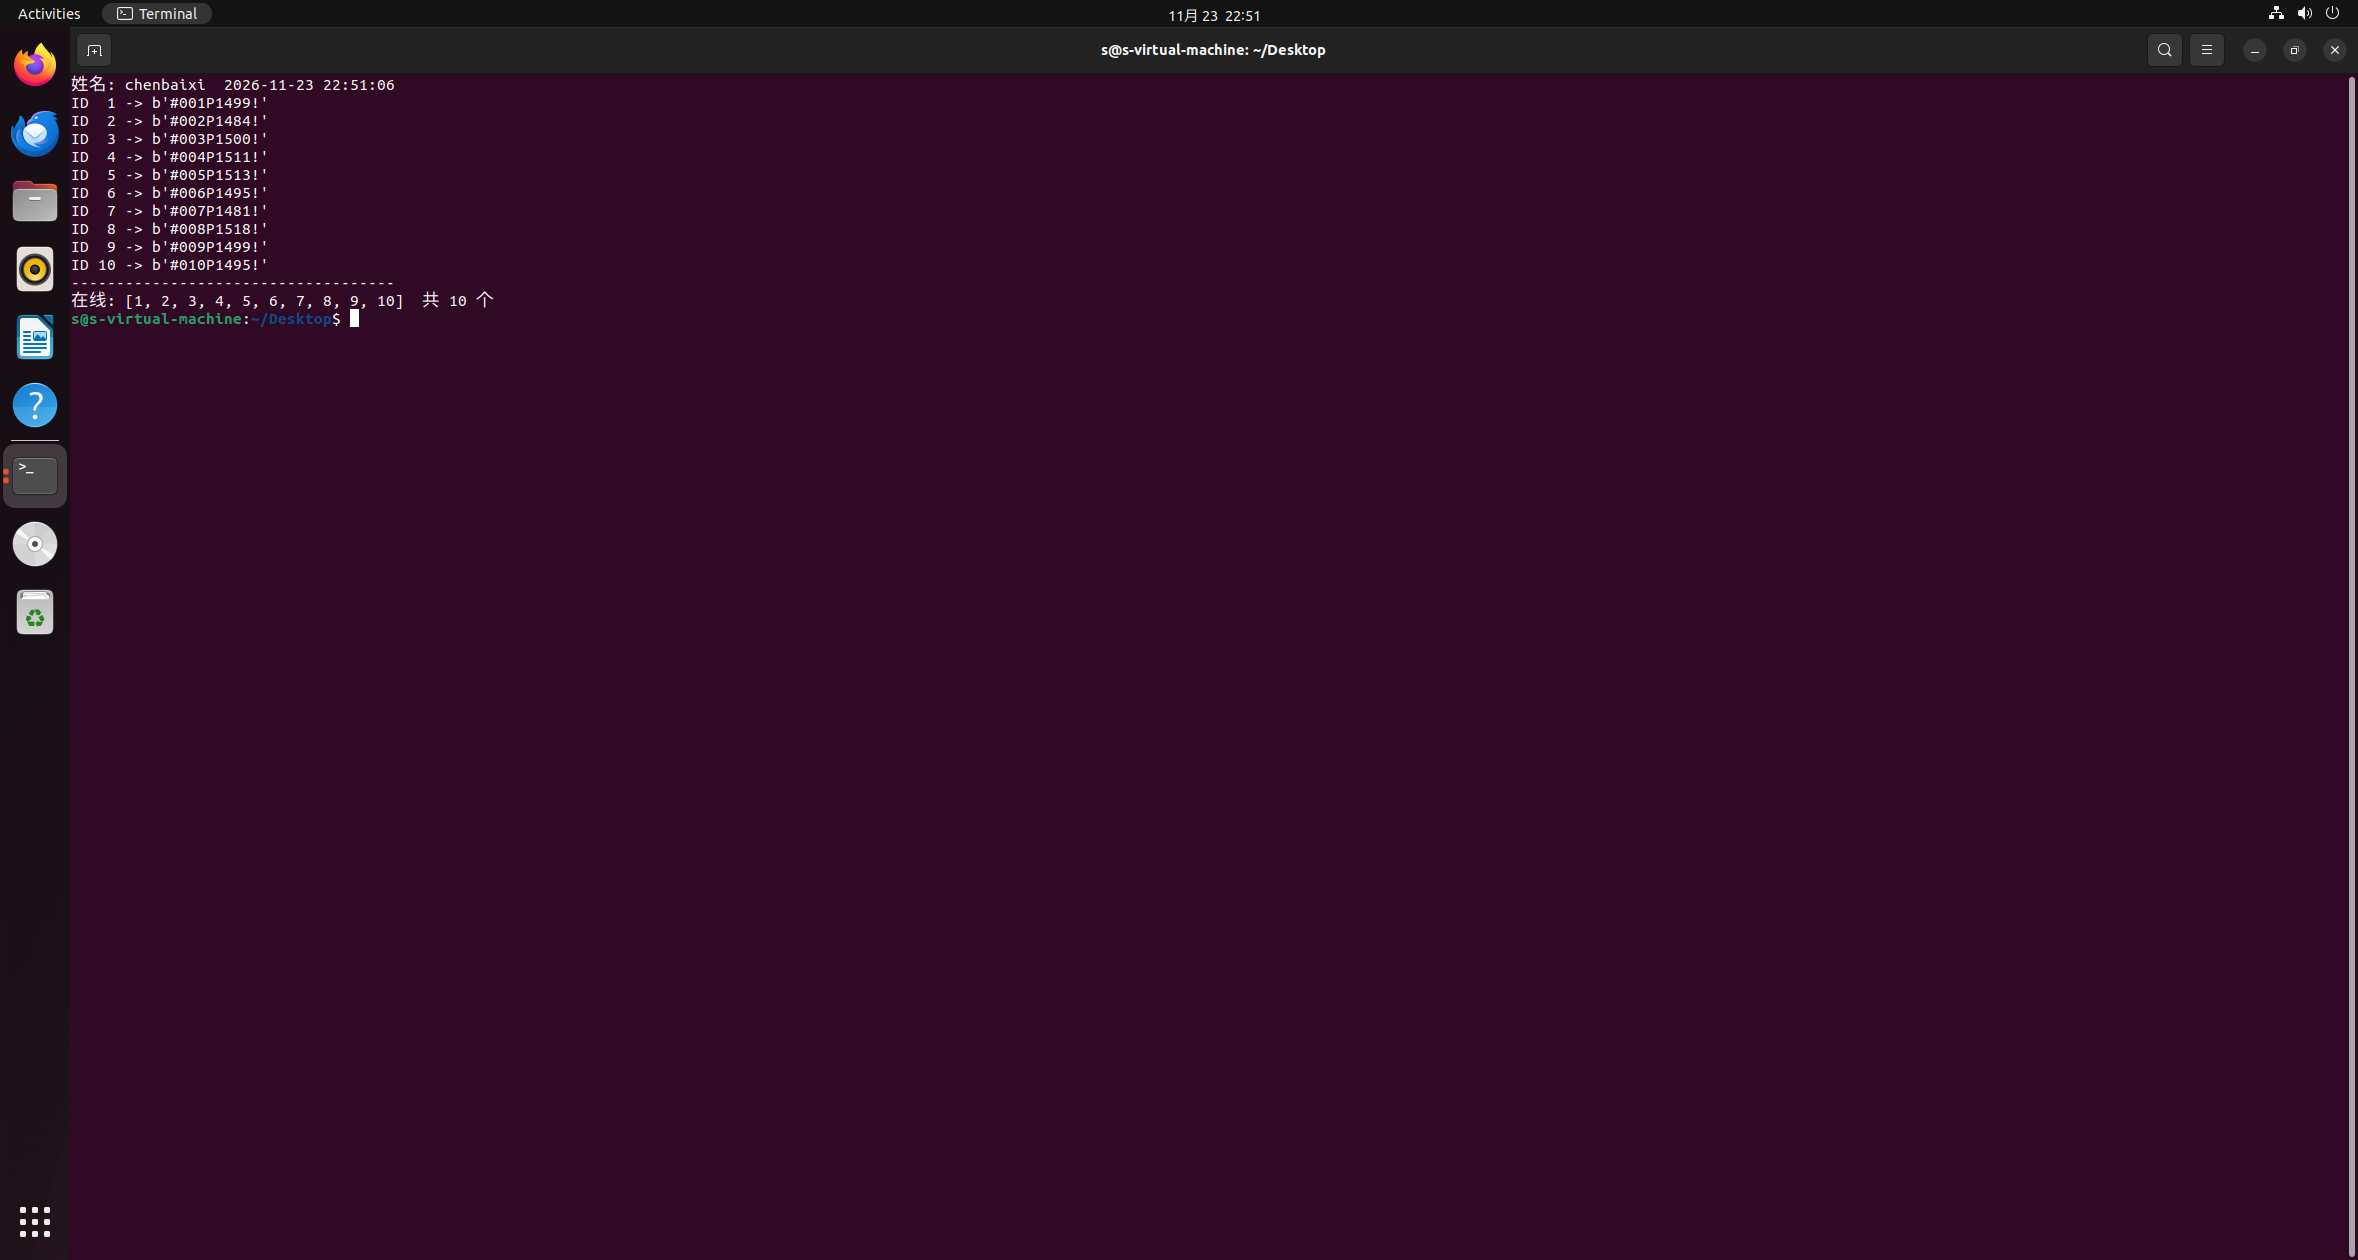 Activities
Terminal
11月 23 22:51
s@s-virtual-machine: ~/Desktop
姓名: chenbaixi  2026-11-23 22:51:06
ID  1 -> b'#001P1499!'
ID  2 -> b'#002P1484!'
ID  3 -> b'#003P1500!'
ID  4 -> b'#004P1511!'
ID  5 -> b'#005P1513!'
ID  6 -> b'#006P1495!'
ID  7 -> b'#007P1481!'
ID  8 -> b'#008P1518!'
ID  9 -> b'#009P1499!'
ID 10 -> b'#010P1495!'
------------------------------------
在线: [1, 2, 3, 4, 5, 6, 7, 8, 9, 10]  共 10 个
s@s-virtual-machine:~/Desktop$